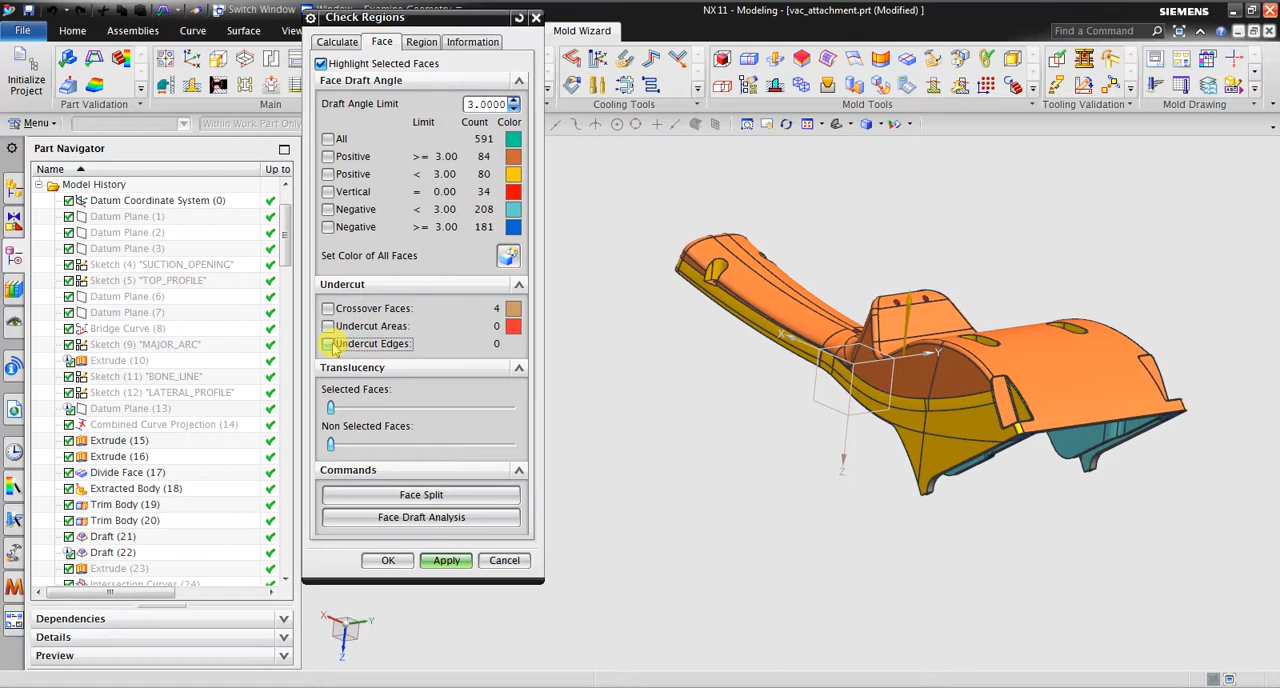 Switch Window
Check Regions
NX 11 - Modeling - [vac_attachment.prt (Modified) ]
SIEMENS
File
Home
Assemblies
Curve
Surface
Mold Wizard
Find a Command
Initialize
Project
Part Validation
Main
Cooling Tools
Mold Tools
Tooling Validation
Mold Drawing
Menu
Within Work Part Only
Part Navigator
Name
Up to
Model History
Datum Coordinate System (0)
Datum Plane (1)
Datum Plane (2)
Datum Plane (3)
Sketch (4) "SUCTION_OPENING"
Sketch (5) "TOP_PROFILE"
Datum Plane (6)
Datum Plane (7)
Bridge Curve (8)
Sketch (9) "MAJOR_ARC"
Extrude (10)
Sketch (11) "BONE_LINE"
Sketch (12) "LATERAL_PROFILE"
Datum Plane (13)
Combined Curve Projection (14)
Extrude (15)
Extrude (16)
Divide Face (17)
Extracted Body (18)
Trim Body (19)
Trim Body (20)
Draft (21)
Draft (22)
Extrude (23)
Intersection Curves (24)
Dependencies
Details
Preview
Calculate
Face
Region
Information
Highlight Selected Faces
Face Draft Angle
Draft Angle Limit
3.0000
Limit Count Color
All 591
Positive >= 3.00 84
Positive < 3.00 80
Vertical = 0.00 34
Negative < 3.00 208
Negative >= 3.00 181
Set Color of All Faces
Undercut
Crossover Faces: 4
Undercut Areas: 0
Undercut Edges: 0
Translucency
Selected Faces:
Non Selected Faces:
Commands
Face Split
Face Draft Analysis
OK
Apply
Cancel
X
Y
Z
X
Y
Z